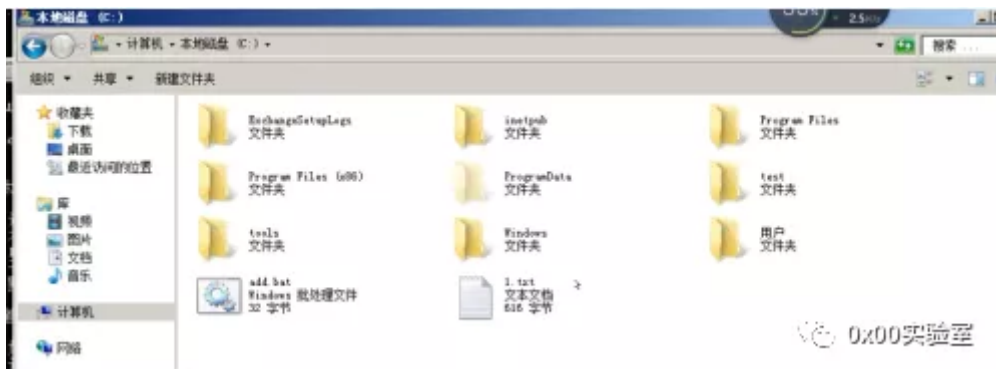 本地磁盘 (C:)
2.5K/s
计算机 本地磁盘 (C:)
搜索 ...
组织 共享 新建文件夹
收藏夹
下载
桌面
最近访问的位置
库
视频
图片
文档
音乐
计算机
网络
ExchangeSetupLogs
文件夹
inetpub
文件夹
Program Files
文件夹
Program Files (x86)
文件夹
ProgramData
文件夹
test
文件夹
tools
文件夹
Windows
文件夹
用户
文件夹
add.bat
Windows 批处理文件
32 字节
1.txt
文本文档
616 字节
0x00实验室